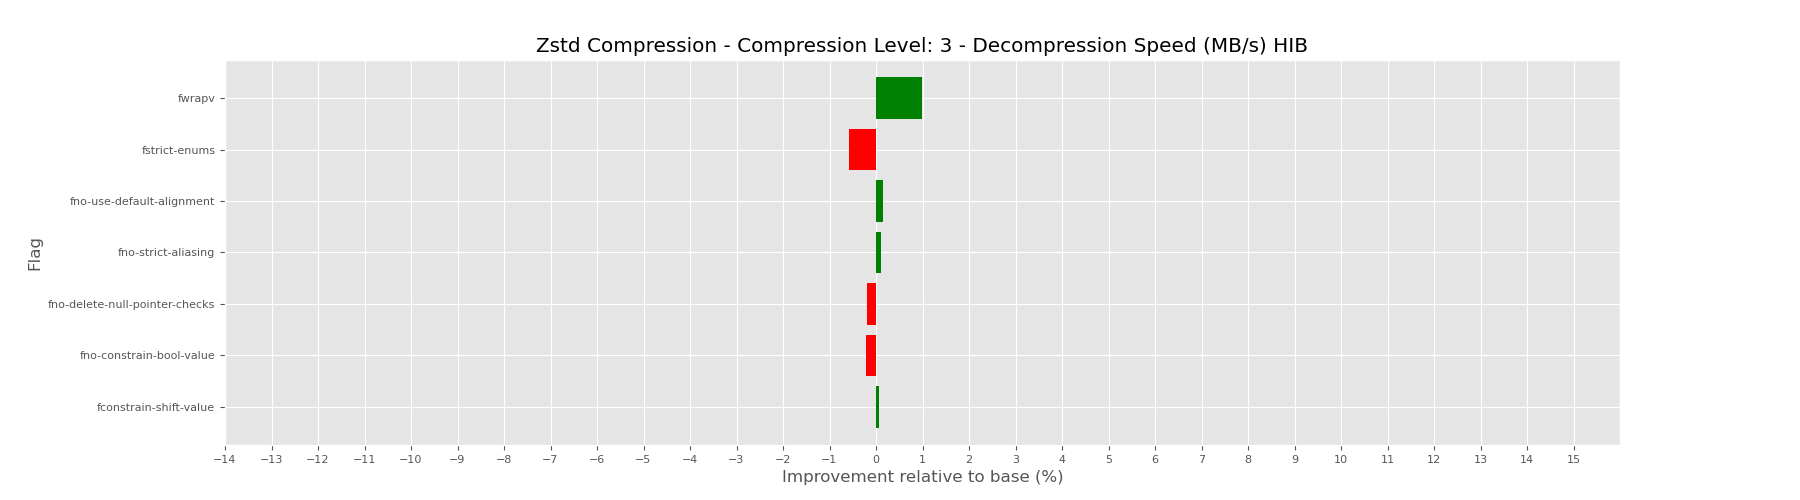 Zstd Compression - Compression Level: 3 - Decompression Speed (MB/s) HIB
Flag
fwrapv
fstrict-enums
fno-use-default-alignment
fno-strict-aliasing
fno-delete-null-pointer-checks
fno-constrain-bool-value
fconstrain-shift-value
−14 −13 −12 −11 −10 −9 −8 −7 −6 −5 −4 −3 −2 −1 0 1 2 3 4 5 6 7 8 9 10 11 12 13 14 15
Improvement relative to base (%)